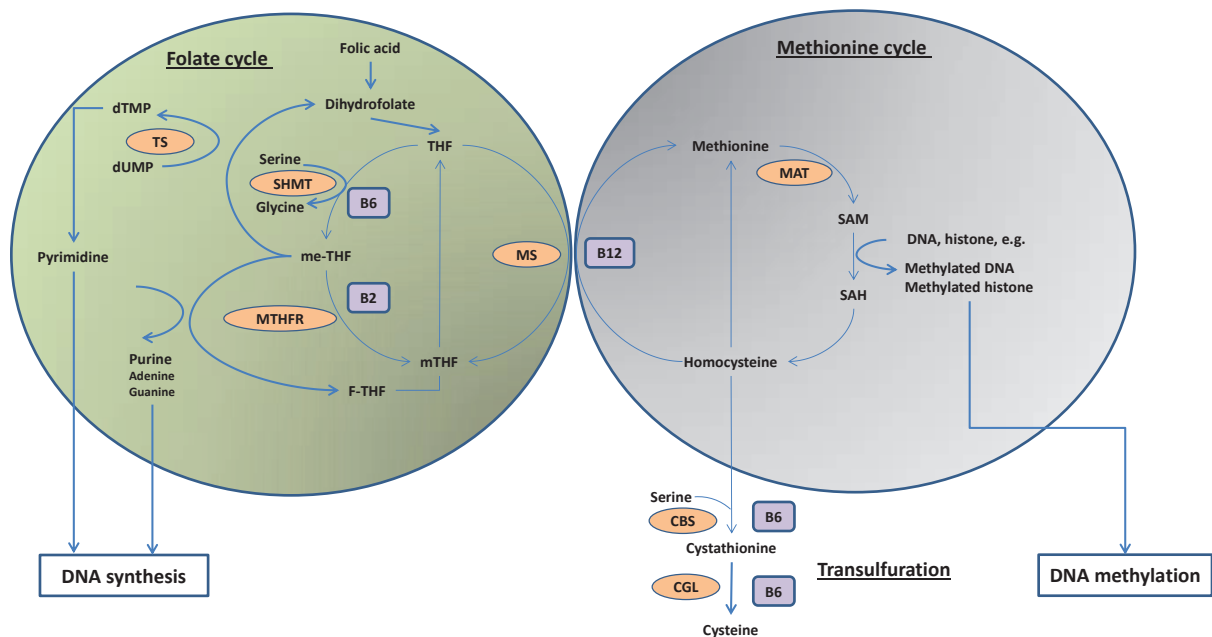 Folate cycle
Folic acid
dTMP
Dihydrofolate
TS
THF
dUMP
Serine
SHMT
Glycine
B6
Pyrimidine
me-THF
MS
B2
MTHFR
Purine
Adenine
Guanine
mTHF
F-THF
DNA synthesis
Methionine cycle
Methionine
MAT
SAM
B12
DNA, histone, e.g.
Methylated DNA
Methylated histone
SAH
Homocysteine
Serine
CBS
B6
Cystathionine
Transulfuration
CGL
B6
Cysteine
DNA methylation